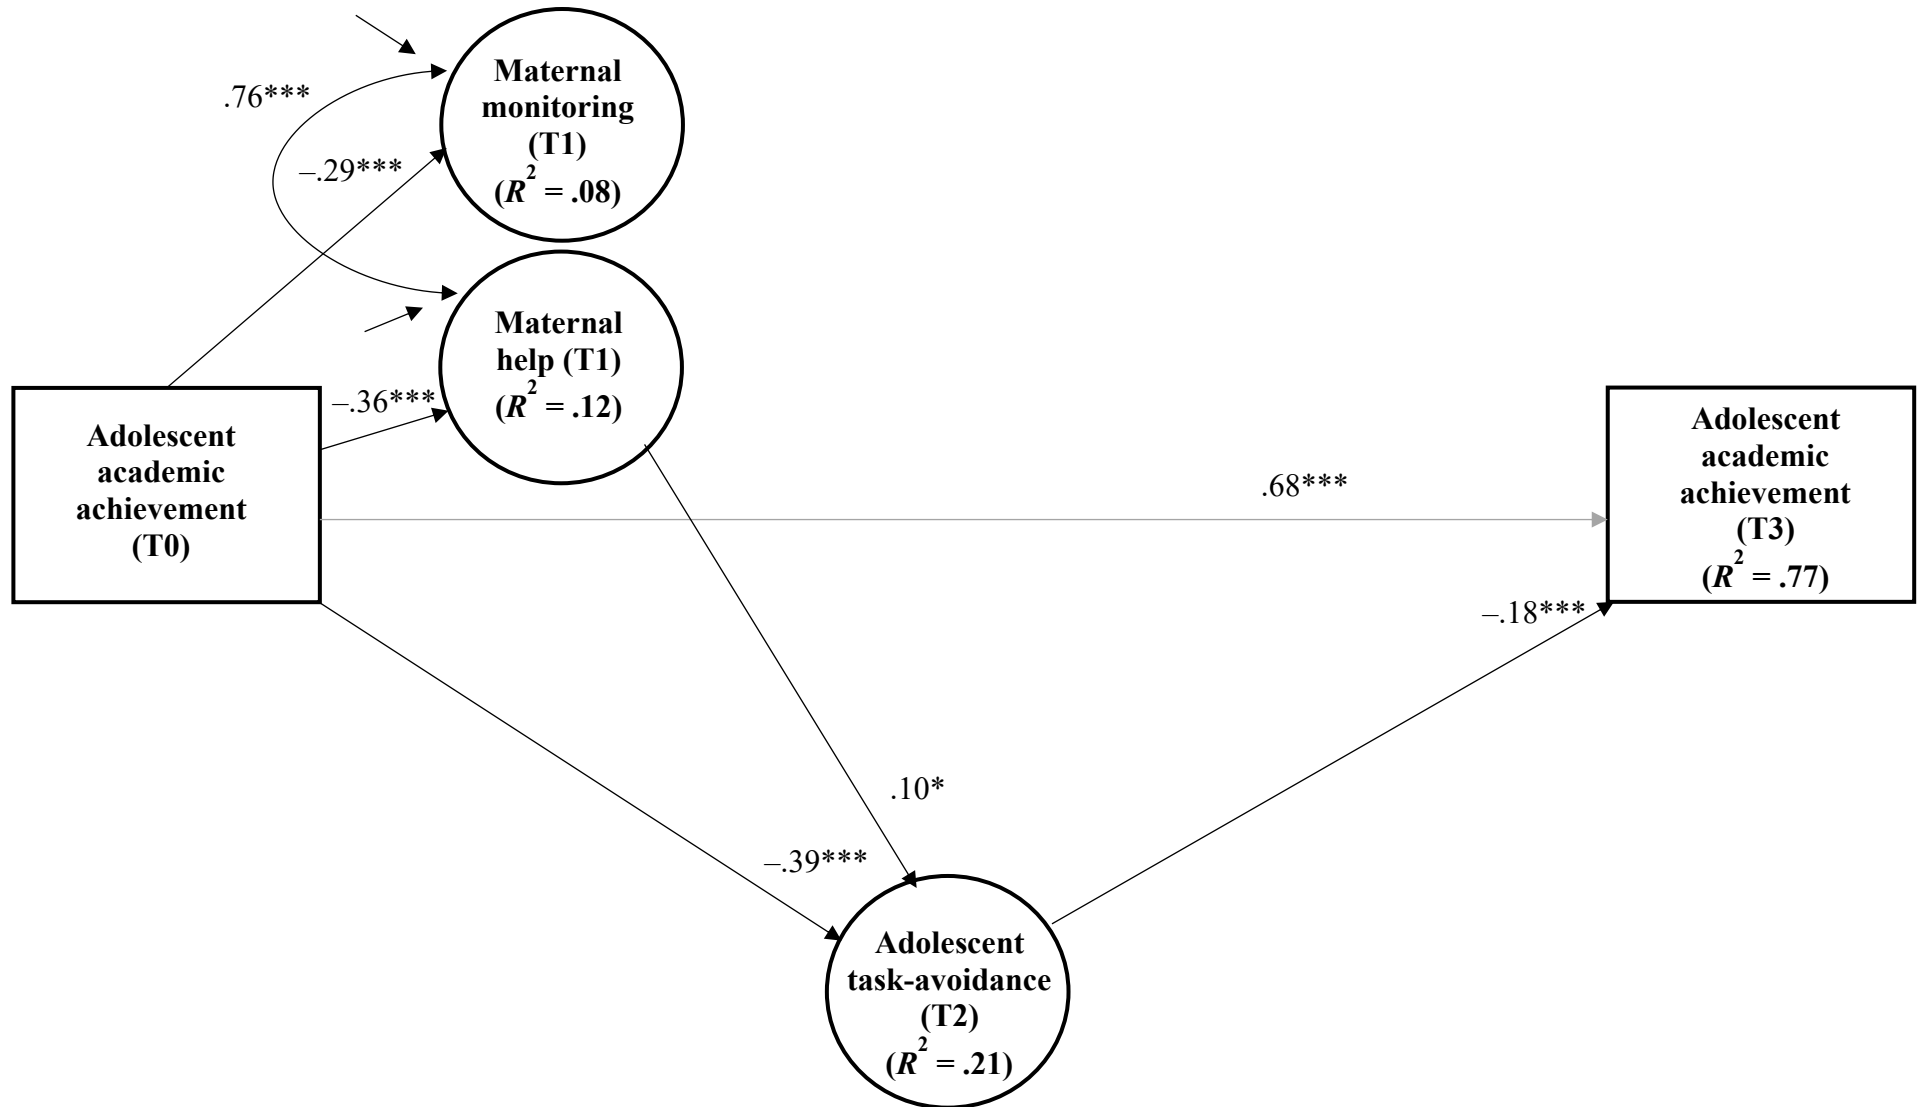 Maternal
monitoring
(T1)
(R² = .08)
.76***
–.29***
Maternal
help (T1)
(R² = .12)
–.36***
Adolescent
academic
achievement
(T0)
.68***
Adolescent
academic
achievement
(T3)
(R² = .77)
–.18***
.10*
–.39***
Adolescent
task-avoidance
(T2)
(R² = .21)